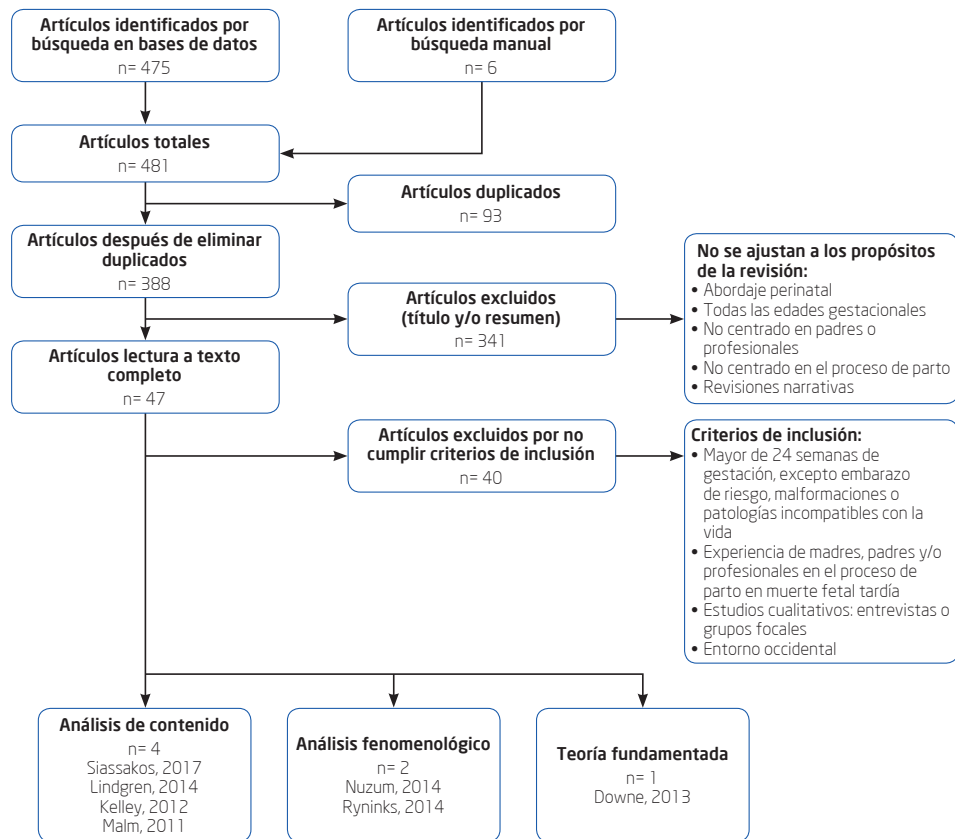 Artículos identificados por
búsqueda en bases de datos
n= 475
Artículos identificados por
búsqueda manual
n= 6
Artículos totales
n= 481
Artículos duplicados
n= 93
Artículos después de eliminar
duplicados
n= 388
Artículos excluidos
(título y/o resumen)
n= 341
No se ajustan a los propósitos
de la revisión:
• Abordaje perinatal
• Todas las edades gestacionales
• No centrado en padres o
profesionales
• No centrado en el proceso de parto
• Revisiones narrativas
Artículos lectura a texto
completo
n= 47
Artículos excluidos por no
cumplir criterios de inclusión
n= 40
Criterios de inclusión:
• Mayor de 24 semanas de
gestación, excepto embarazo
de riesgo, malformaciones o
patologías incompatibles con la
vida
• Experiencia de madres, padres y/o
profesionales en el proceso de
parto en muerte fetal tardía
• Estudios cualitativos: entrevistas o
grupos focales
• Entorno occidental
Análisis de contenido
n= 4
Siassakos, 2017
Lindgren, 2014
Kelley, 2012
Malm, 2011
Análisis fenomenológico
n= 2
Nuzum, 2014
Ryninks, 2014
Teoría fundamentada
n= 1
Downe, 2013